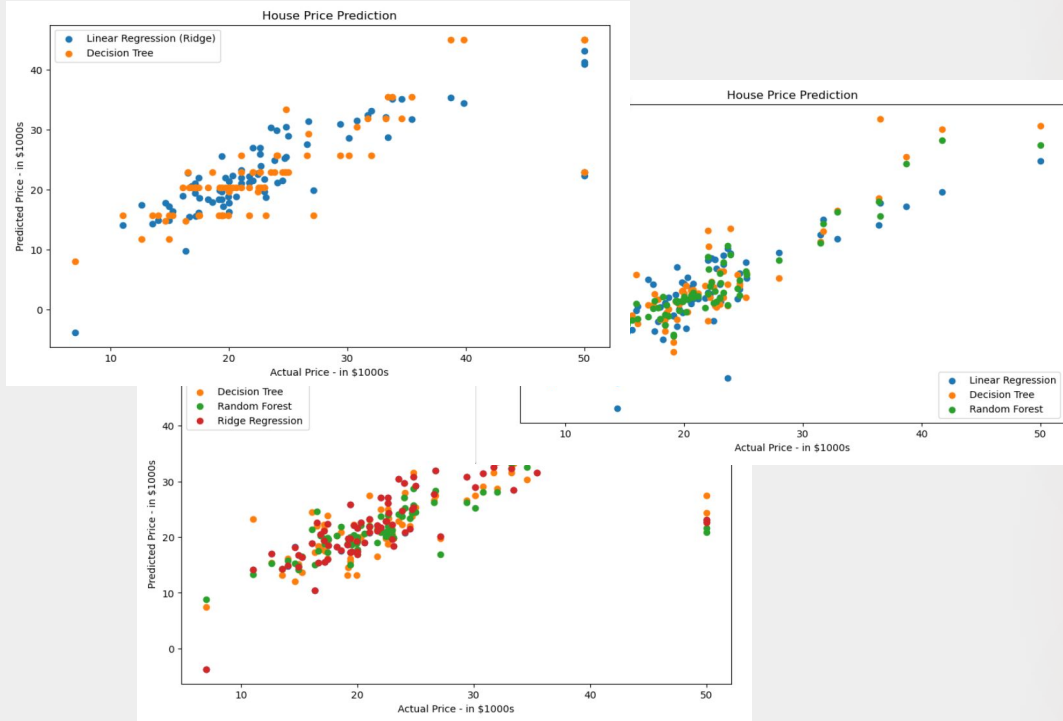 House Price Prediction
Linear Regression (Ridge)
Decision Tree
Predicted Price - in $1000s
40
30
20
10
0
10
20
30
40
50
Actual Price - in $1000s
House Price Prediction
Linear Regression
Decision Tree
Random Forest
10
20
30
40
50
Actual Price - in $1000s
Decision Tree
Random Forest
Ridge Regression
Predicted Price - in $1000s
40
30
20
10
0
10
20
30
40
50
Actual Price - in $1000s